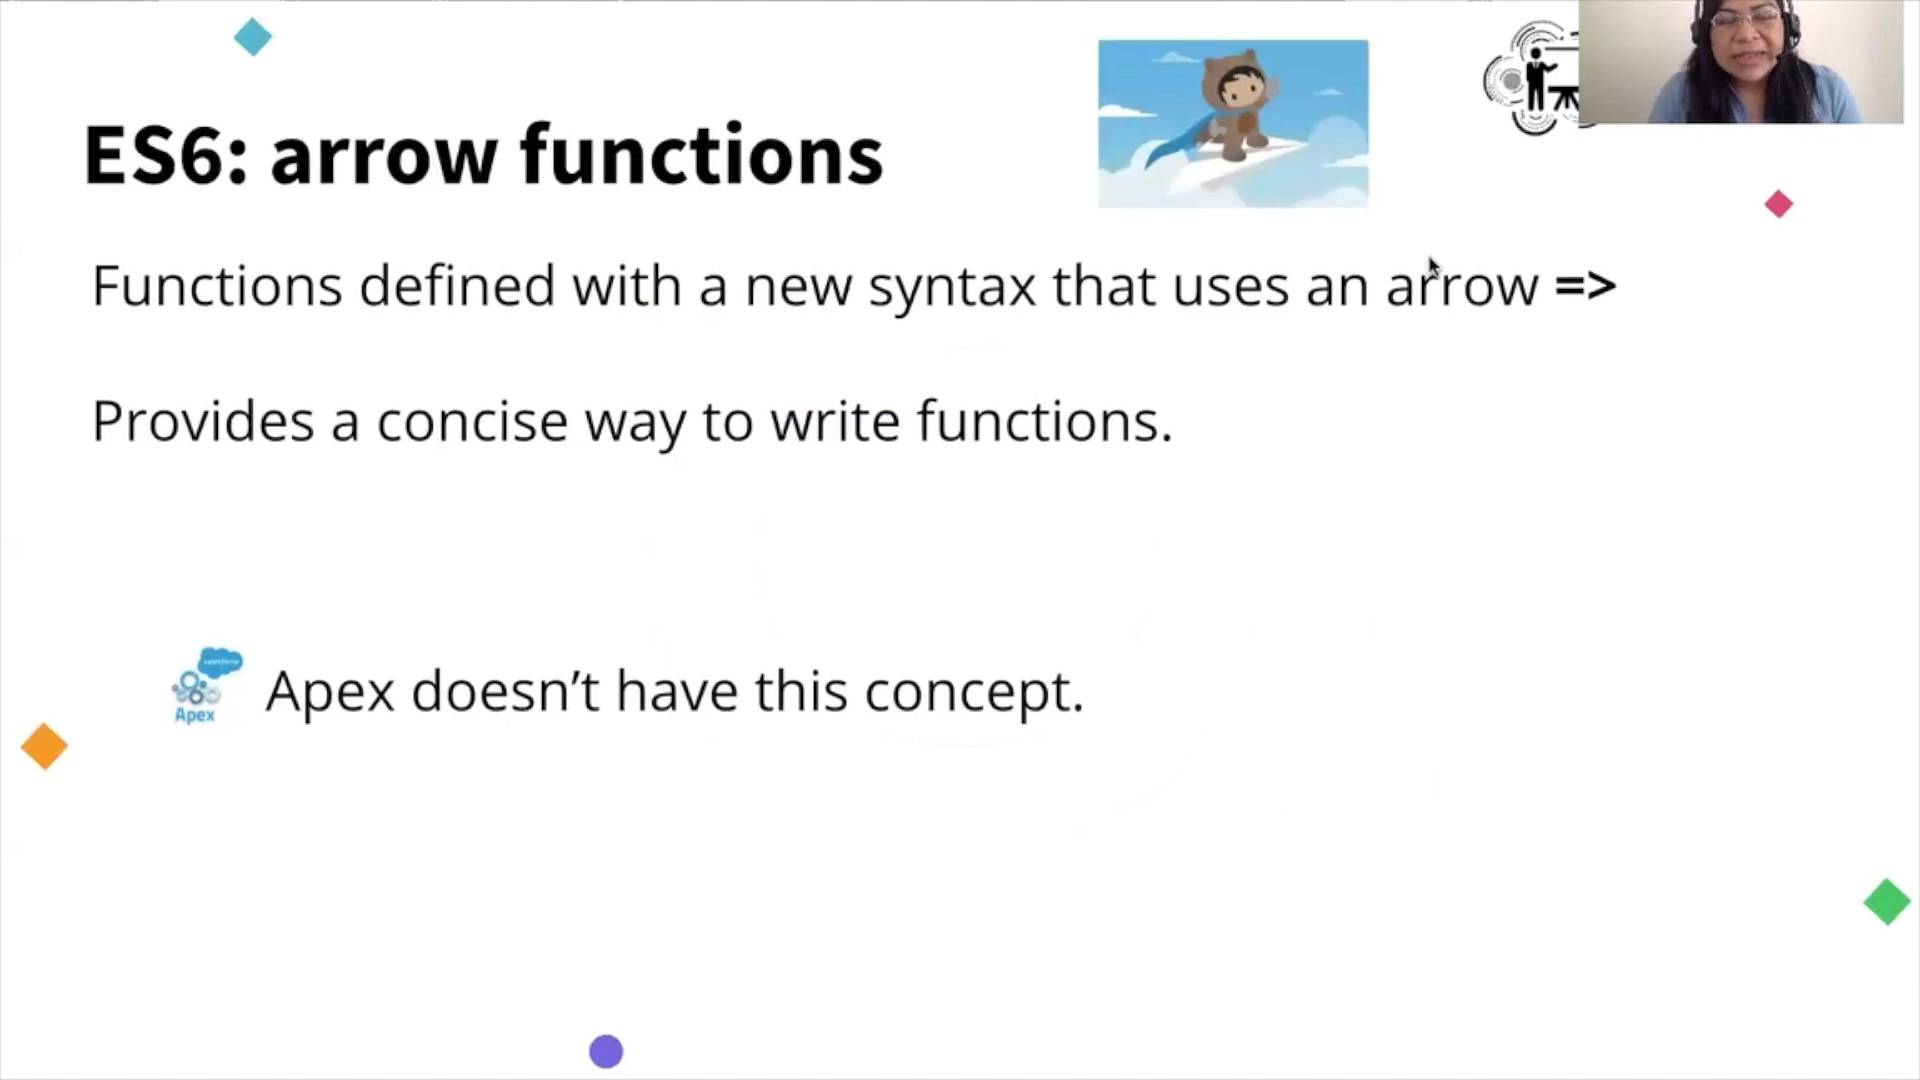 ES6: arrow functions
Functions defined with a new syntax that uses an arrow =>
Provides a concise way to write functions.
salesforce
Apex
Apex doesn’t have this concept.